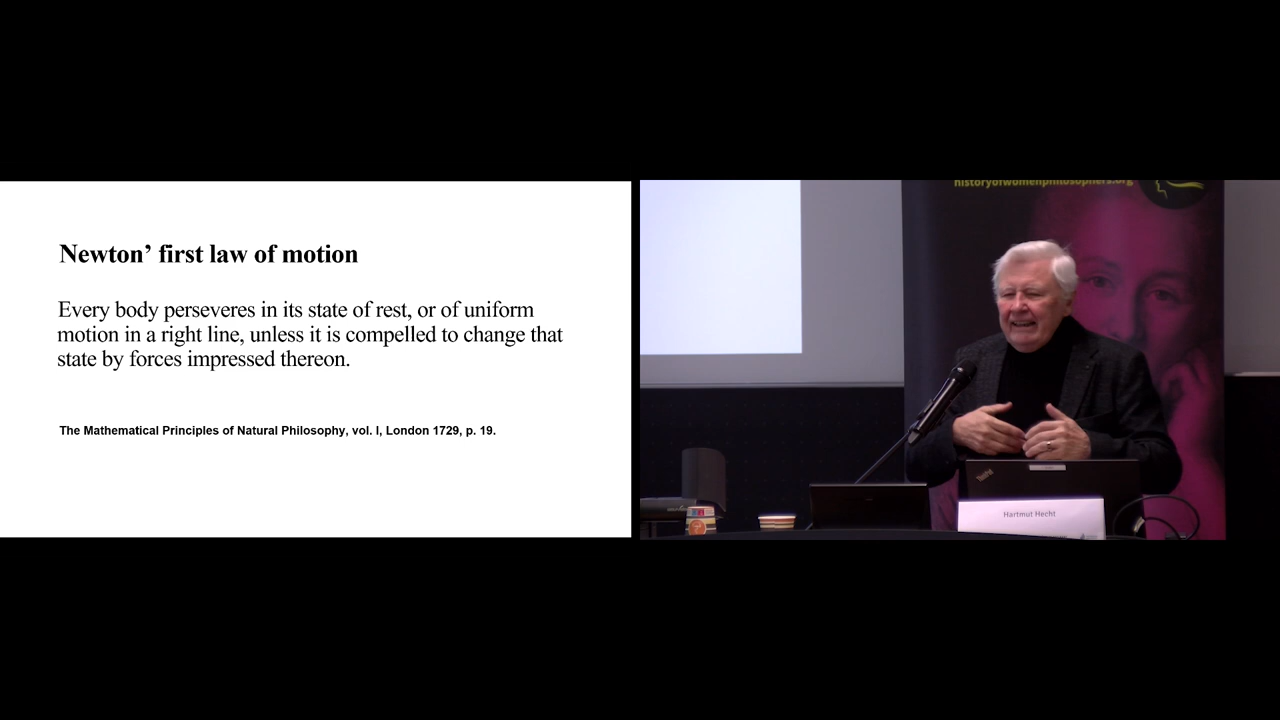 Newton’ first law of motion
Every body perseveres in its state of rest, or of uniform
motion in a right line, unless it is compelled to change that
state by forces impressed thereon.
The Mathematical Principles of Natural Philosophy, vol. I, London 1729, p. 19.
historyofwomenphilosophers.org
ThinkPad
Hartmut Hecht